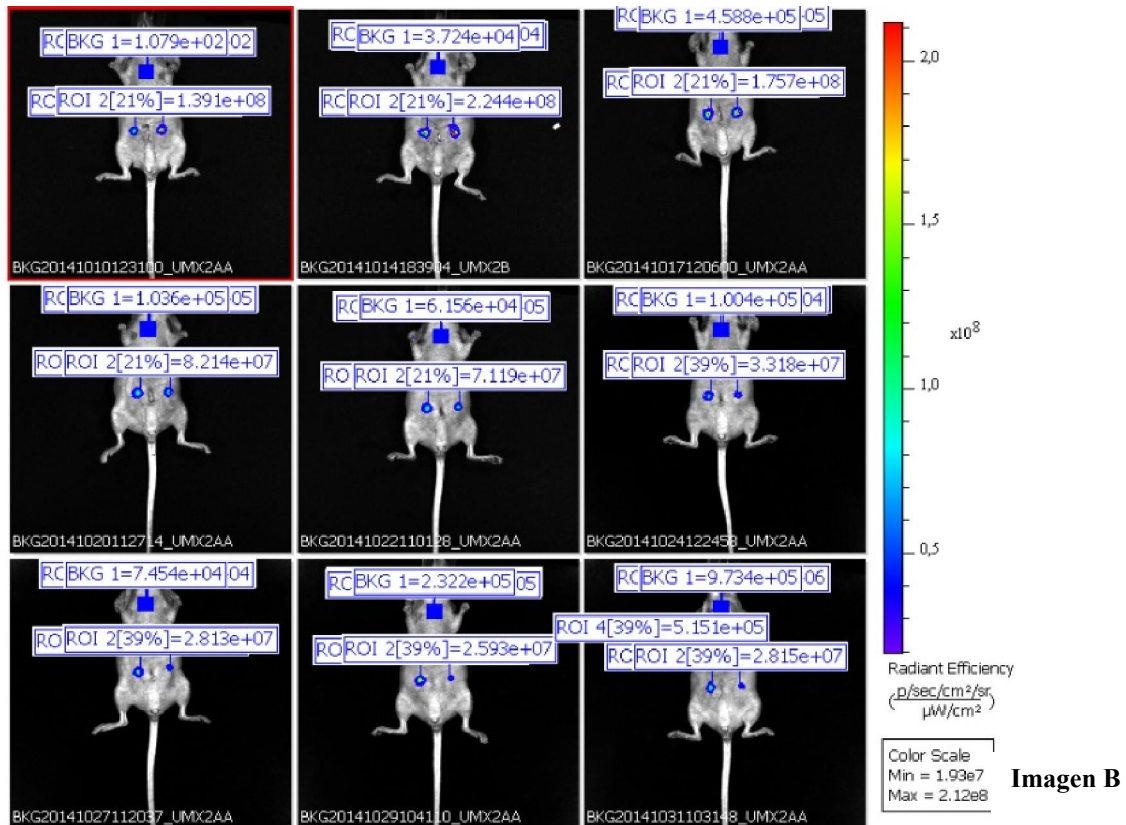 RC BKG 1=1.079e+02 02
RC ROI 2[21%]=1.391e+08
BKG20141010123100_UMX2AA
RC BKG 1=3.724e+04 04
RC ROI 2[21%]=2.244e+08
BKG20141014183904_UMX2B
RC BKG 1=4.588e+05 -05
RC ROI 2[21%]=1.757e+08
BKG20141017120600_UMX2AA
RC BKG 1=1.036e+05 -05
RO ROI 2[21%]=8.214e+07
BKG20141020112714_UMX2AA
RC BKG 1=6.156e+04 -05
RO ROI 2[21%]=7.119e+07
BKG20141022110128_UMX2AA
RC BKG 1=1.004e+05 04
RC ROI 2[39%]=3.318e+07
BKG20141024122458_UMX2AA
RC BKG 1=7.454e+04 -04
RO ROI 2[39%]=2.813e+07
BKG20141027112037_UMX2AA
RC BKG 1=2.322e+05 05
RO ROI 2[39%]=2.593e+07
BKG20141029104110_UMX2AA
RC BKG 1=9.734e+05 -06
ROI 4[39%]=5.151e+05
RC ROI 2[39%]=2.815e+07
BKG20141031103148_UMX2AA
2,0
1,5
x10⁸
1,0
0,5
Radiant Efficiency
(p/sec/cm²/sr
µW/cm²)
Color Scale
Min = 1.93e7
Max = 2.12e8
Imagen B